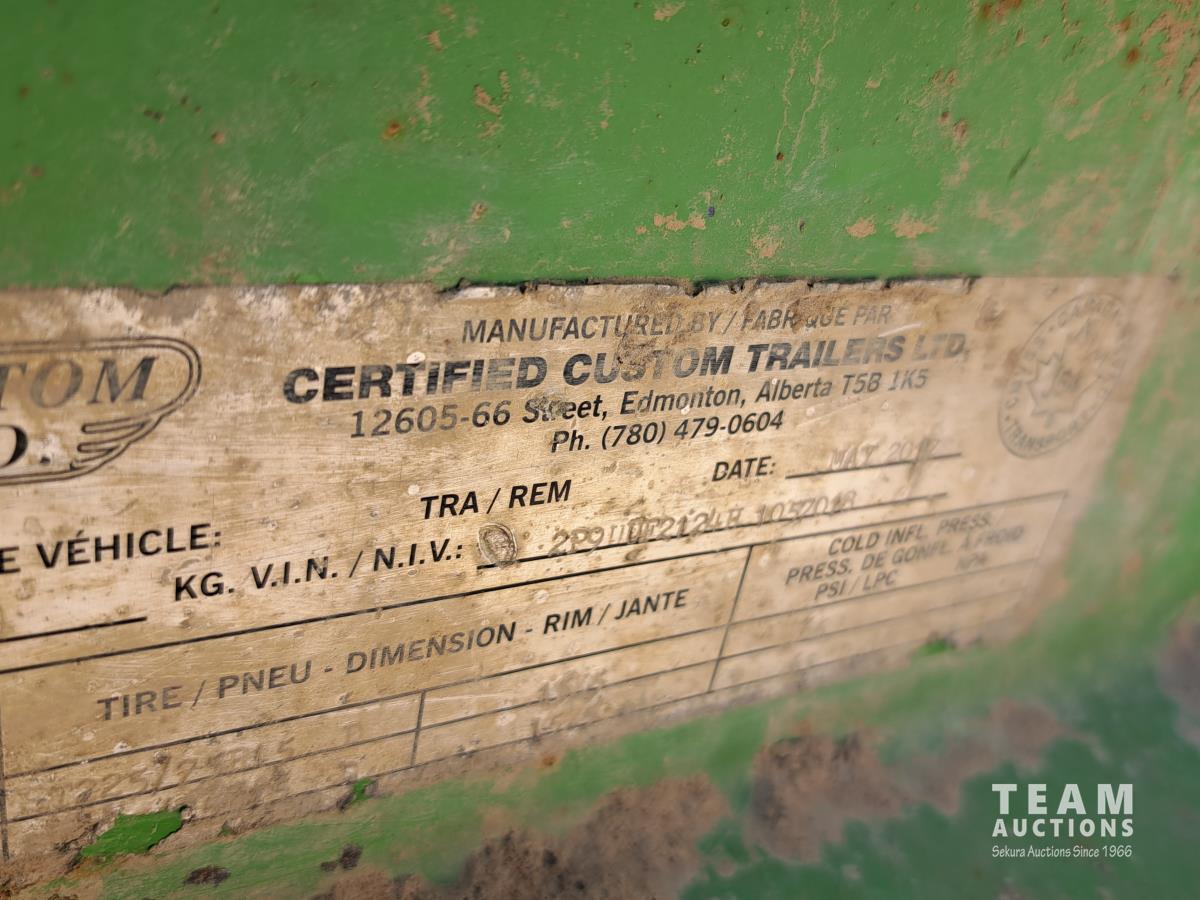 TOM
MANUFACTURED BY / FABRIQUE PAR
CERTIFIED CUSTOM TRAILERS LTD.
12605-66 Street, Edmonton, Alberta T5B 1K5
Ph. (780) 479-0604
DATE:
TRA / REM
E VÉHICLE:
KG. V.I.N. / N.I.V.:
TIRE / PNEU - DIMENSION - RIM / JANTE
COLD INFL. PRESS.
PRESS. DE GONFL. À FROID
PSI / LPC
TEAM
AUCTIONS
Sekura Auctions Since 1966